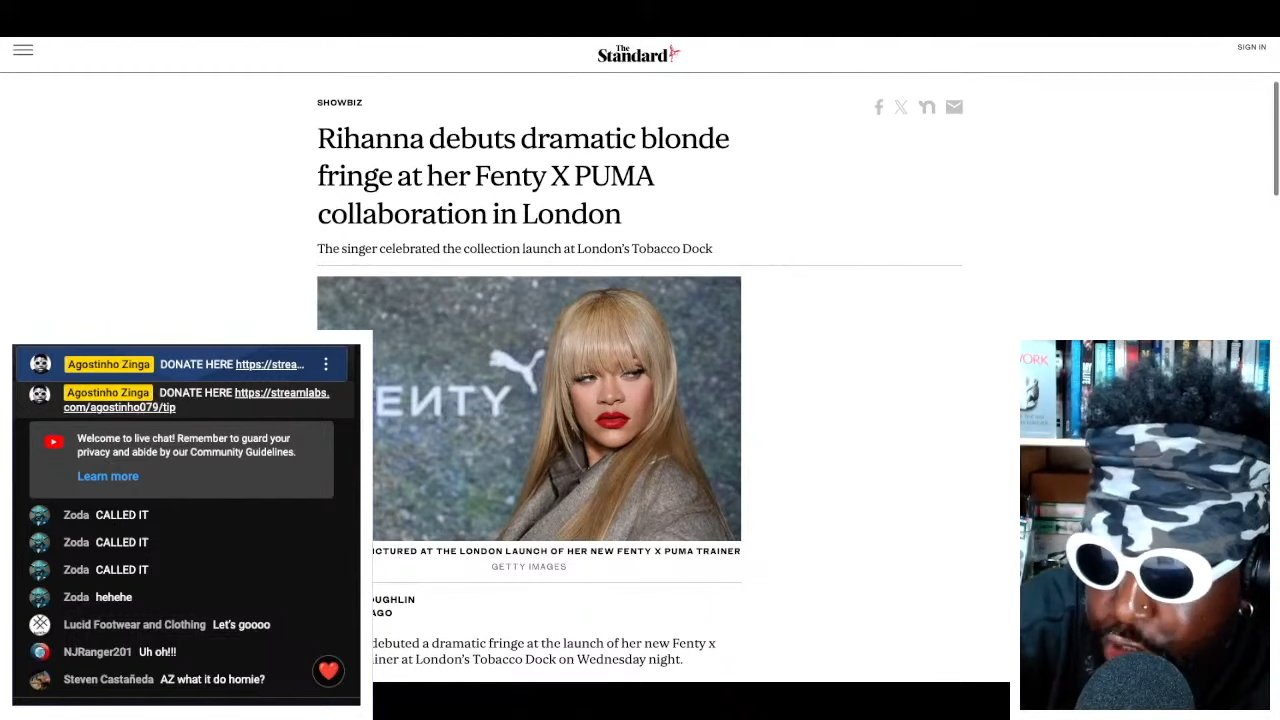 The
Standard
SIGN IN
SHOWBIZ
Rihanna debuts dramatic blonde
fringe at her Fenty X PUMA
collaboration in London
The singer celebrated the collection launch at London's Tobacco Dock
FENTY
CTURED AT THE LONDON LAUNCH OF HER NEW FENTY X PUMA TRAINER
GETTY IMAGES
OUGHLIN
AGO
debuted a dramatic fringe at the launch of her new Fenty x
iner at London's Tobacco Dock on Wednesday night.
Agostinho Zinga DONATE HERE https://strea...
Agostinho Zinga DONATE HERE https://streamlabs.
com/agostinho079/tip
Welcome to live chat! Remember to guard your
privacy and abide by our Community Guidelines.
Learn more
Zoda CALLED IT
Zoda CALLED IT
Zoda CALLED IT
Zoda hehehe
Lucid Footwear and Clothing Let's goooo
NJRanger201 Uh oh!!!
Steven Castañeda AZ what it do homie?